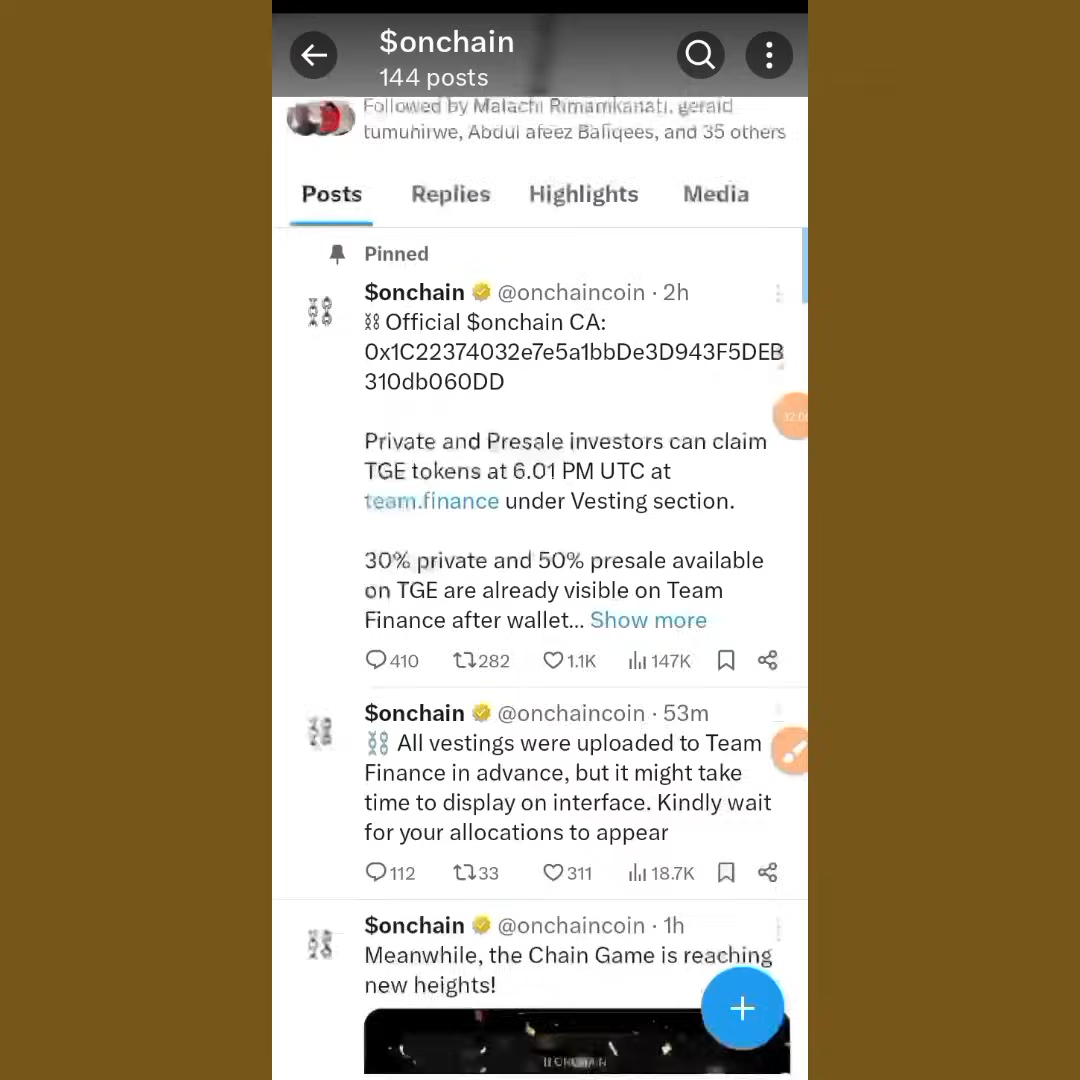 $onchain
144 posts
Followed by Malachi Rimamkanati, gerald
tumuhirwe, Abdul afeez Baliqees, and 35 others
Posts Replies Highlights Media
Pinned
$onchain @onchaincoin · 2h
⛓ Official $onchain CA:
0x1C22374032e7e5a1bbDe3D943F5DEB
310db060DD
Private and Presale investors can claim
TGE tokens at 6.01 PM UTC at
team.finance under Vesting section.
30% private and 50% presale available
on TGE are already visible on Team
Finance after wallet... Show more
410 282 1.1K 147K
$onchain @onchaincoin · 53m
⛓ All vestings were uploaded to Team
Finance in advance, but it might take
time to display on interface. Kindly wait
for your allocations to appear
112 33 311 18.7K
$onchain @onchaincoin · 1h
Meanwhile, the Chain Game is reaching
new heights!